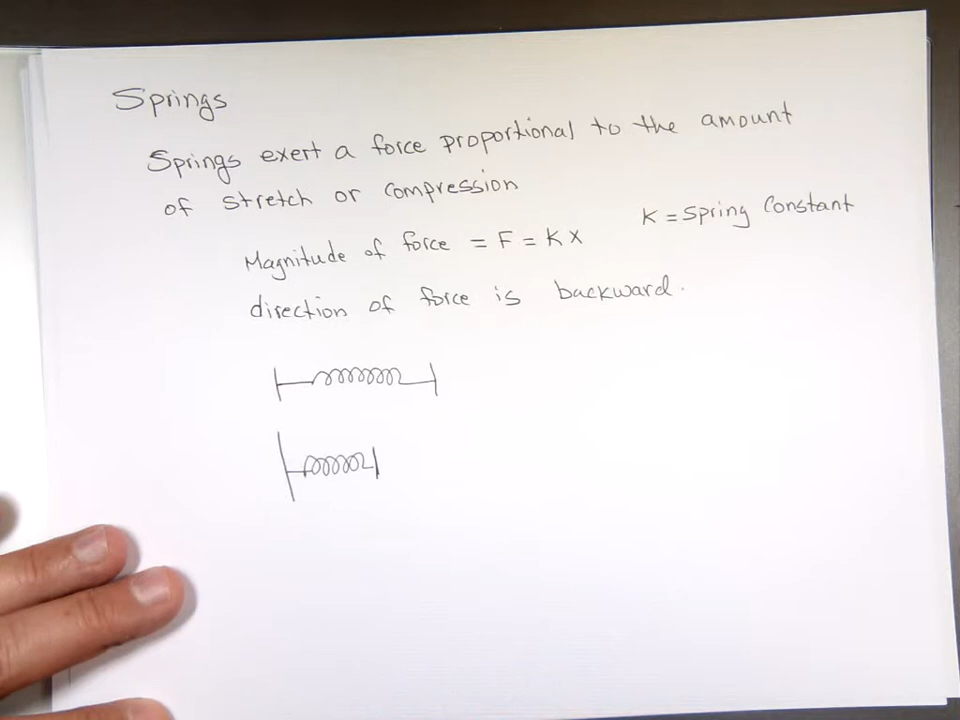 Springs
Springs exert a force proportional to the amount
of stretch or compression
K = Spring Constant
Magnitude of force = F = K x
direction of force is backward.